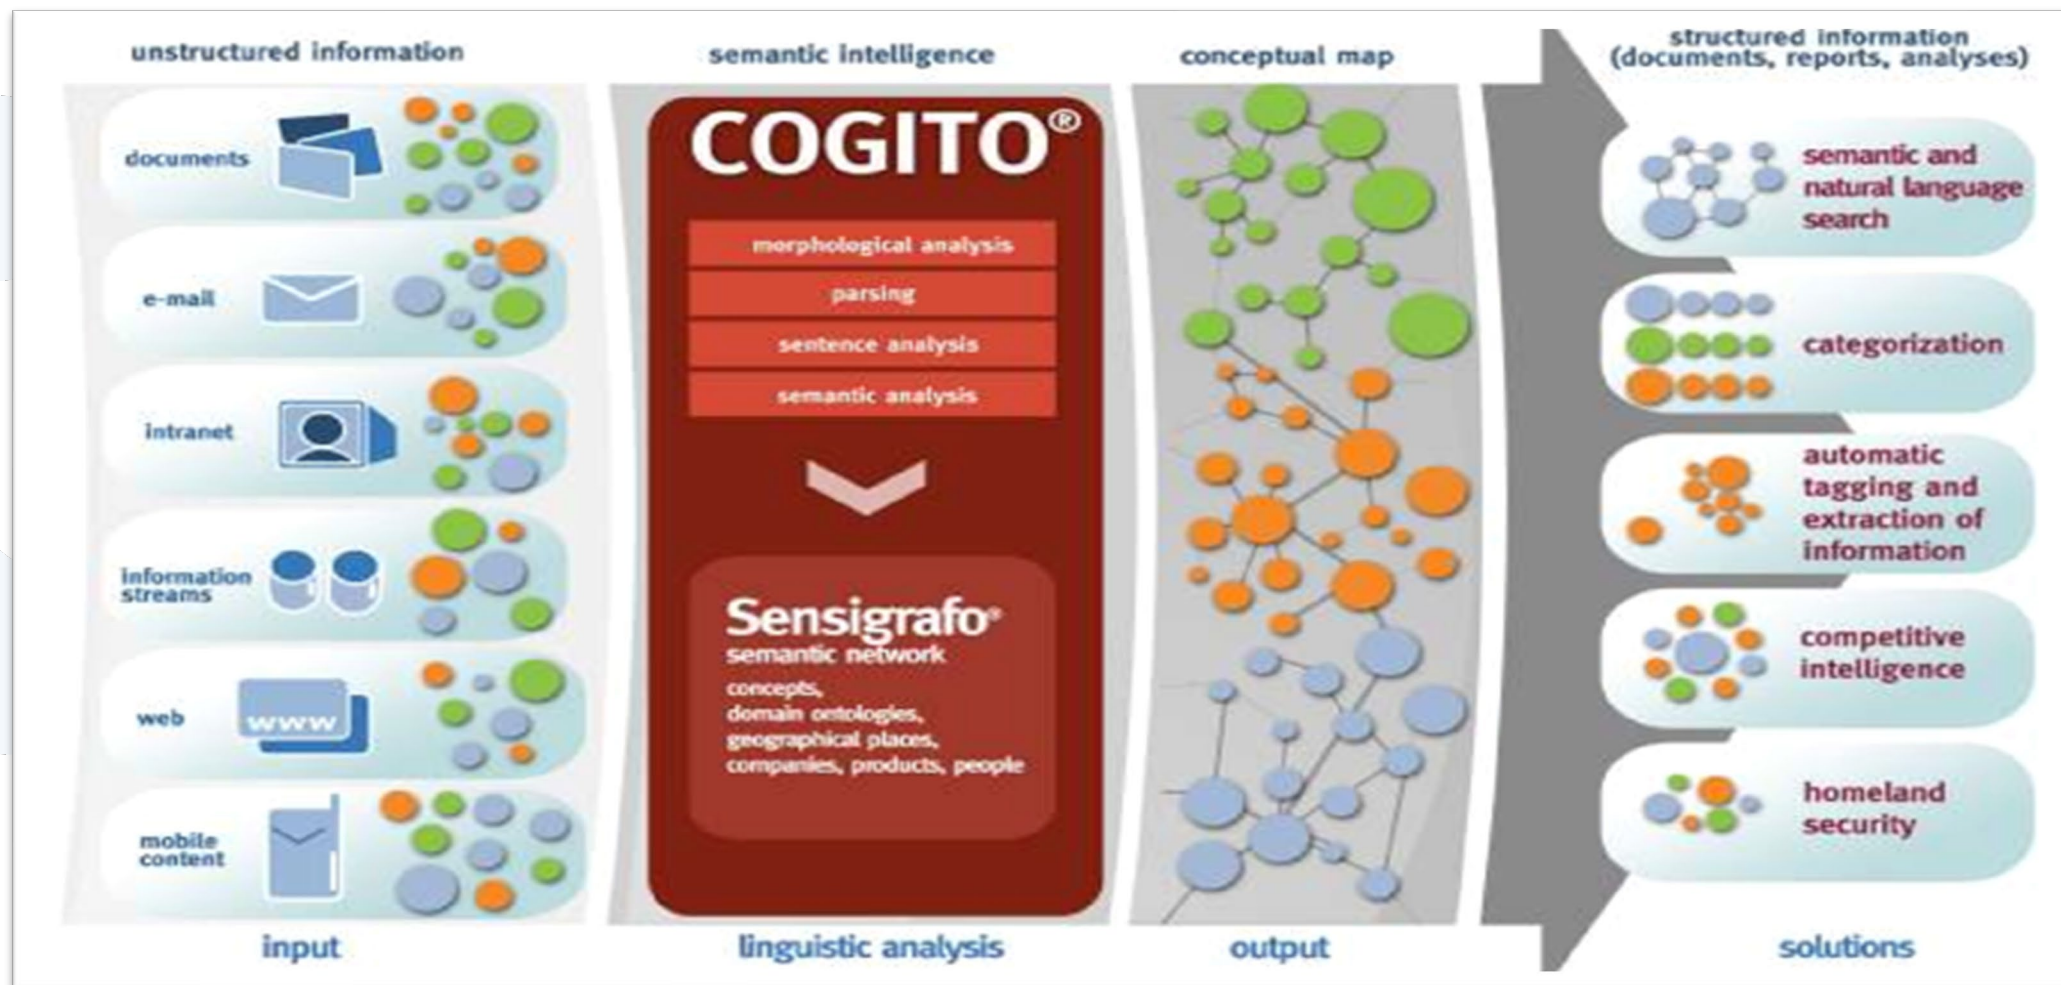 unstructured information
semantic intelligence
conceptual map
structured information
(documents, reports, analyses)
documents
e-mail
intranet
information
streams
web
www
mobile
content
COGITO®
morphological analysis
parsing
sentence analysis
semantic analysis
Sensigrafo®
semantic network
concepts,
domain ontologies,
geographical places,
companies, products, people
semantic and
natural language
search
categorization
automatic
tagging and
extraction of
information
competitive
intelligence
homeland
security
input
linguistic analysis
output
solutions